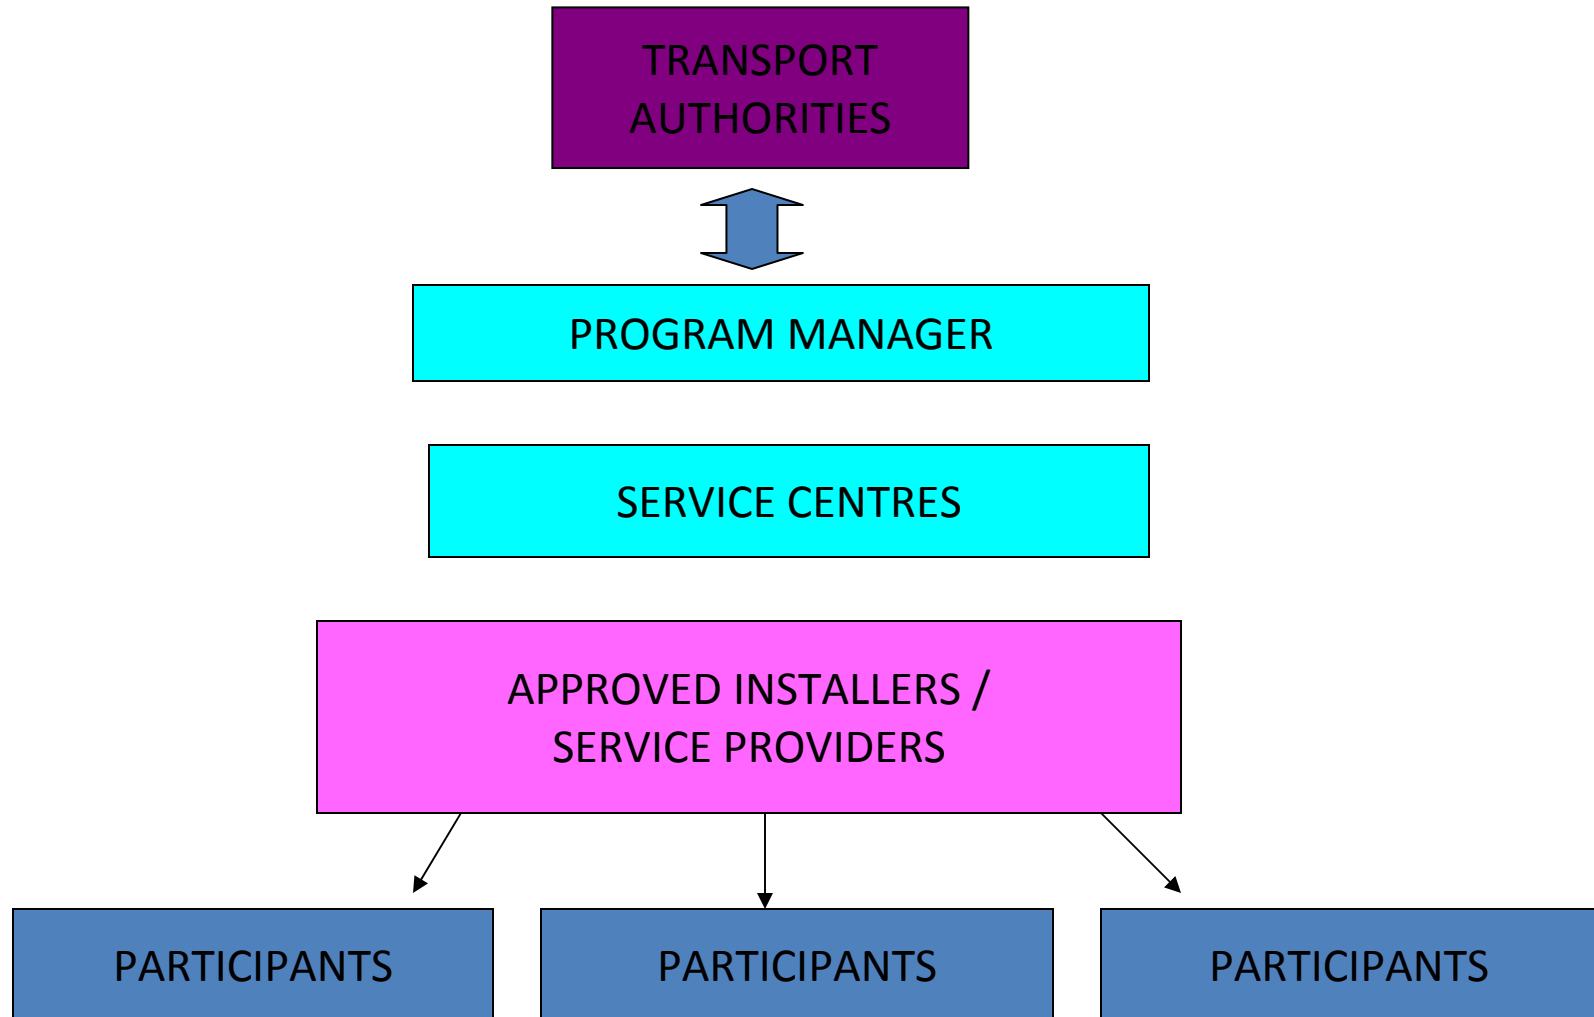 TRANSPORT
AUTHORITIES
PROGRAM MANAGER
SERVICE CENTRES
APPROVED INSTALLERS /
SERVICE PROVIDERS
PARTICIPANTS
PARTICIPANTS
PARTICIPANTS